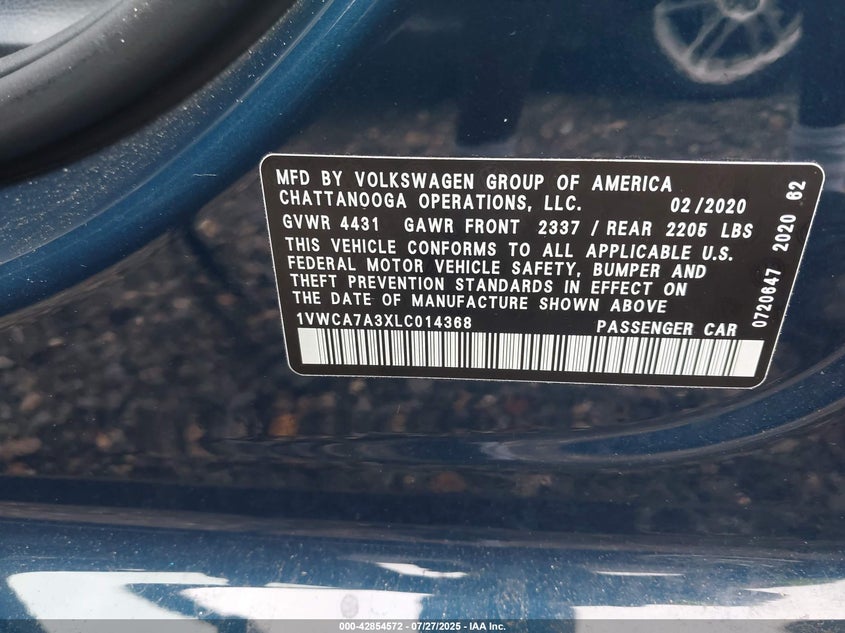 MFD BY VOLKSWAGEN GROUP OF AMERICA
CHATTANOOGA OPERATIONS, LLC. 02/2020
GVWR 4431 GAWR FRONT 2337 / REAR 2205 LBS
THIS VEHICLE CONFORMS TO ALL APPLICABLE U.S.
FEDERAL MOTOR VEHICLE SAFETY, BUMPER AND
THEFT PREVENTION STANDARDS IN EFFECT ON
THE DATE OF MANUFACTURE SHOWN ABOVE
1VWCA7A3XLC014368 PASSENGER CAR
0720647 2020 62
000-42854572 - 07/27/2025 - IAA Inc.